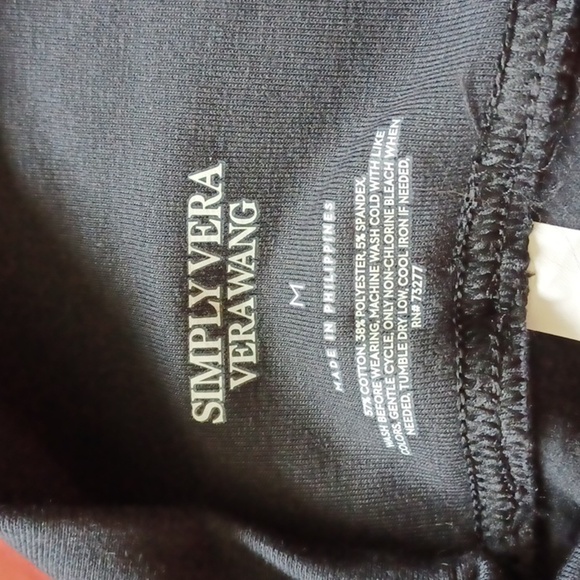 SIMPLY VERA
VERA WANG
M
MADE IN PHILIPPINES
57% COTTON, 38% POLYESTER, 5% SPANDEX,
WASH BEFORE WEARING, MACHINE WASH COLD WITH LIKE
COLORS, GENTLE CYCLE, ONLY NON-CHLORINE BLEACH WHEN
NEEDED, TUMBLE DRY LOW, COOL IRON IF NEEDED,
RN# 73277